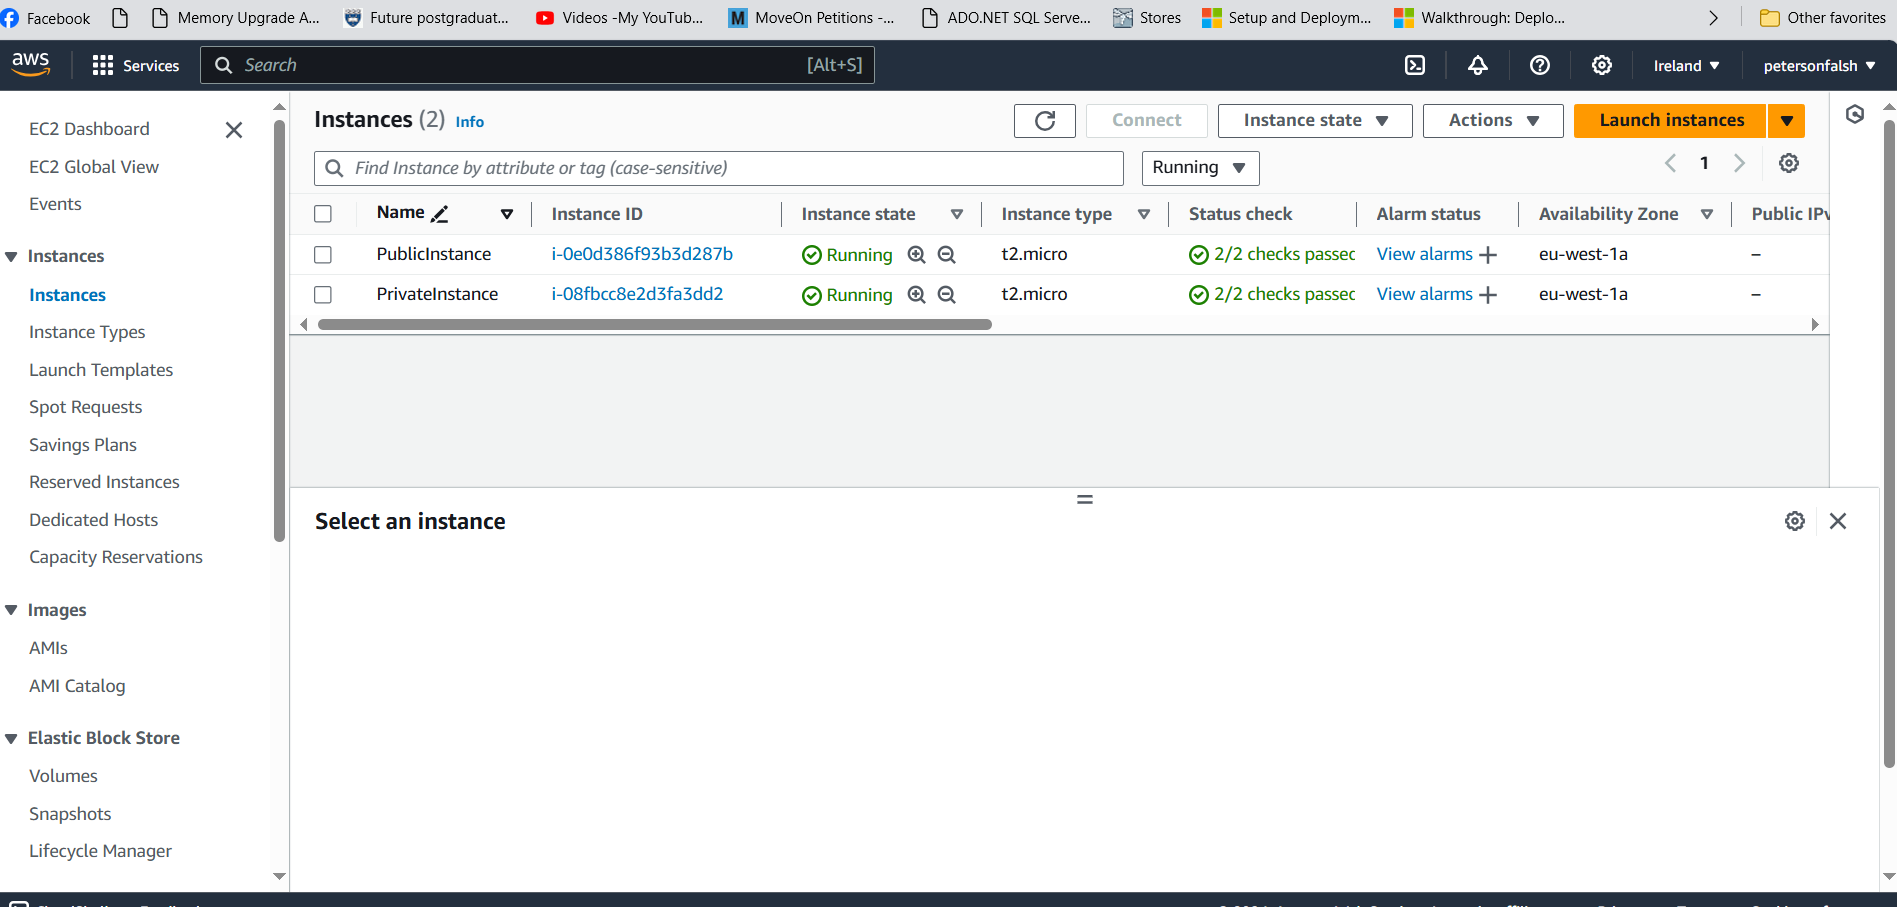 Facebook
Memory Upgrade A...
Future postgraduat...
Videos -My YouTub...
MoveOn Petitions -...
ADO.NET SQL Serve...
Stores
Setup and Deploym...
Walkthrough: Deplo...
Other favorites
aws
Services
Search
[Alt+S]
Ireland
petersonfalsh
EC2 Dashboard
EC2 Global View
Events
Instances
Instances
Instance Types
Launch Templates
Spot Requests
Savings Plans
Reserved Instances
Dedicated Hosts
Capacity Reservations
Images
AMIs
AMI Catalog
Elastic Block Store
Volumes
Snapshots
Lifecycle Manager
Instances (2) Info
Connect
Instance state
Actions
Launch instances
Find Instance by attribute or tag (case-sensitive)
Running
1
Name Instance ID Instance state Instance type Status check Alarm status Availability Zone Public IPv
PublicInstance i-0e0d386f93b3d287b Running t2.micro 2/2 checks passed View alarms + eu-west-1a –
PrivateInstance i-08fbcc8e2d3fa3dd2 Running t2.micro 2/2 checks passed View alarms + eu-west-1a –
Select an instance